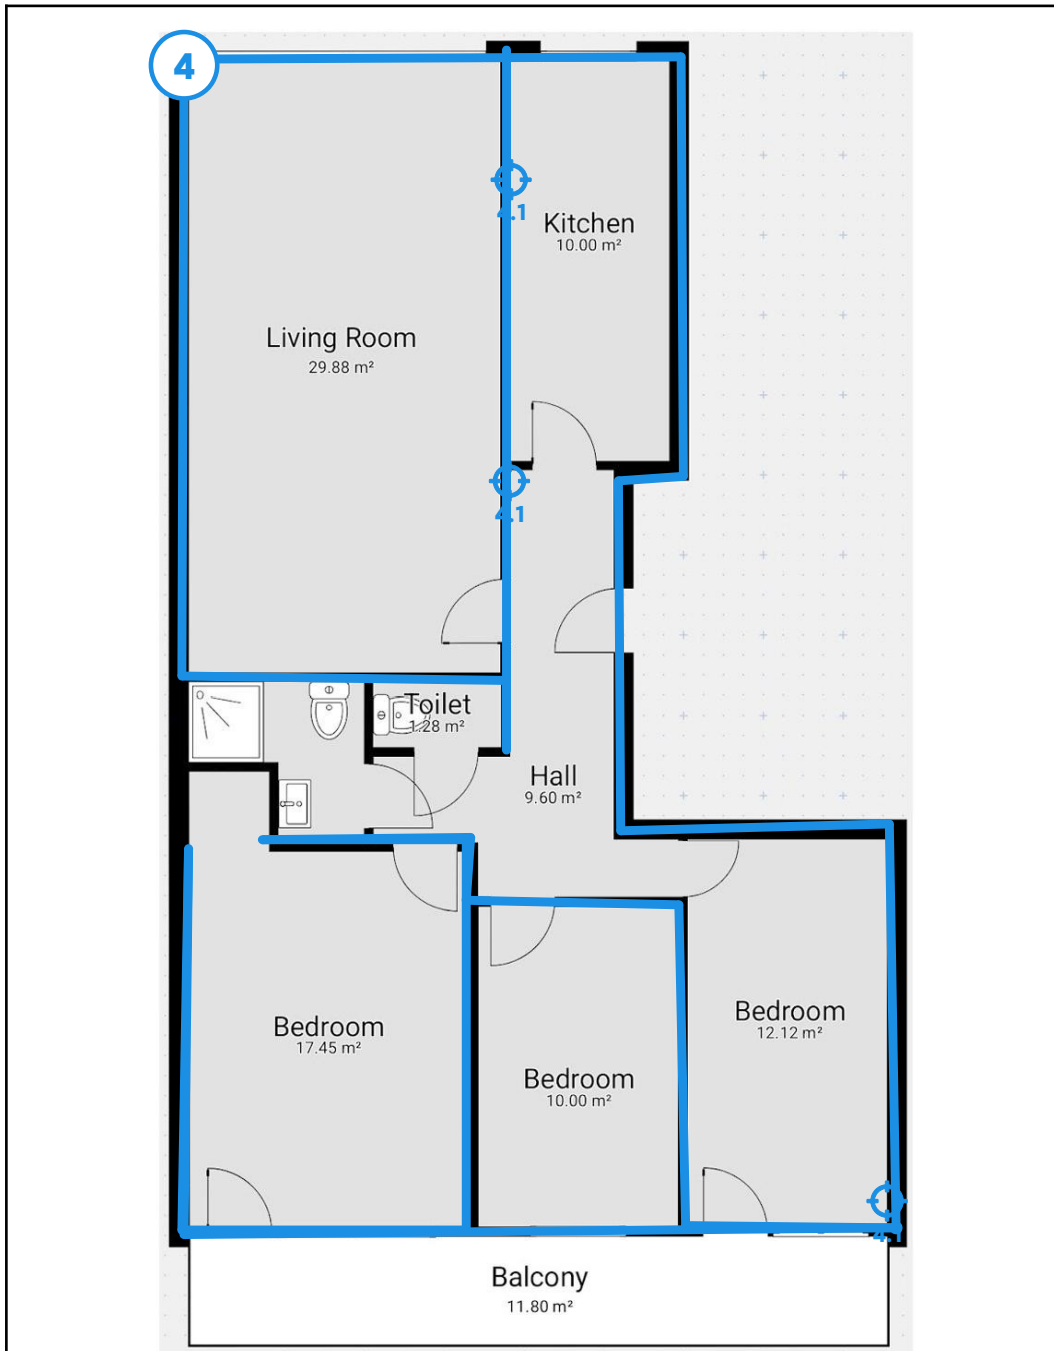 4
4.1
Kitchen
10.00 m²
Living Room
29.88 m²
4.1
Toilet
1.28 m²
Hall
9.60 m²
Bedroom
17.45 m²
Bedroom
12.12 m²
Bedroom
10.00 m²
4.1
Balcony
11.80 m²